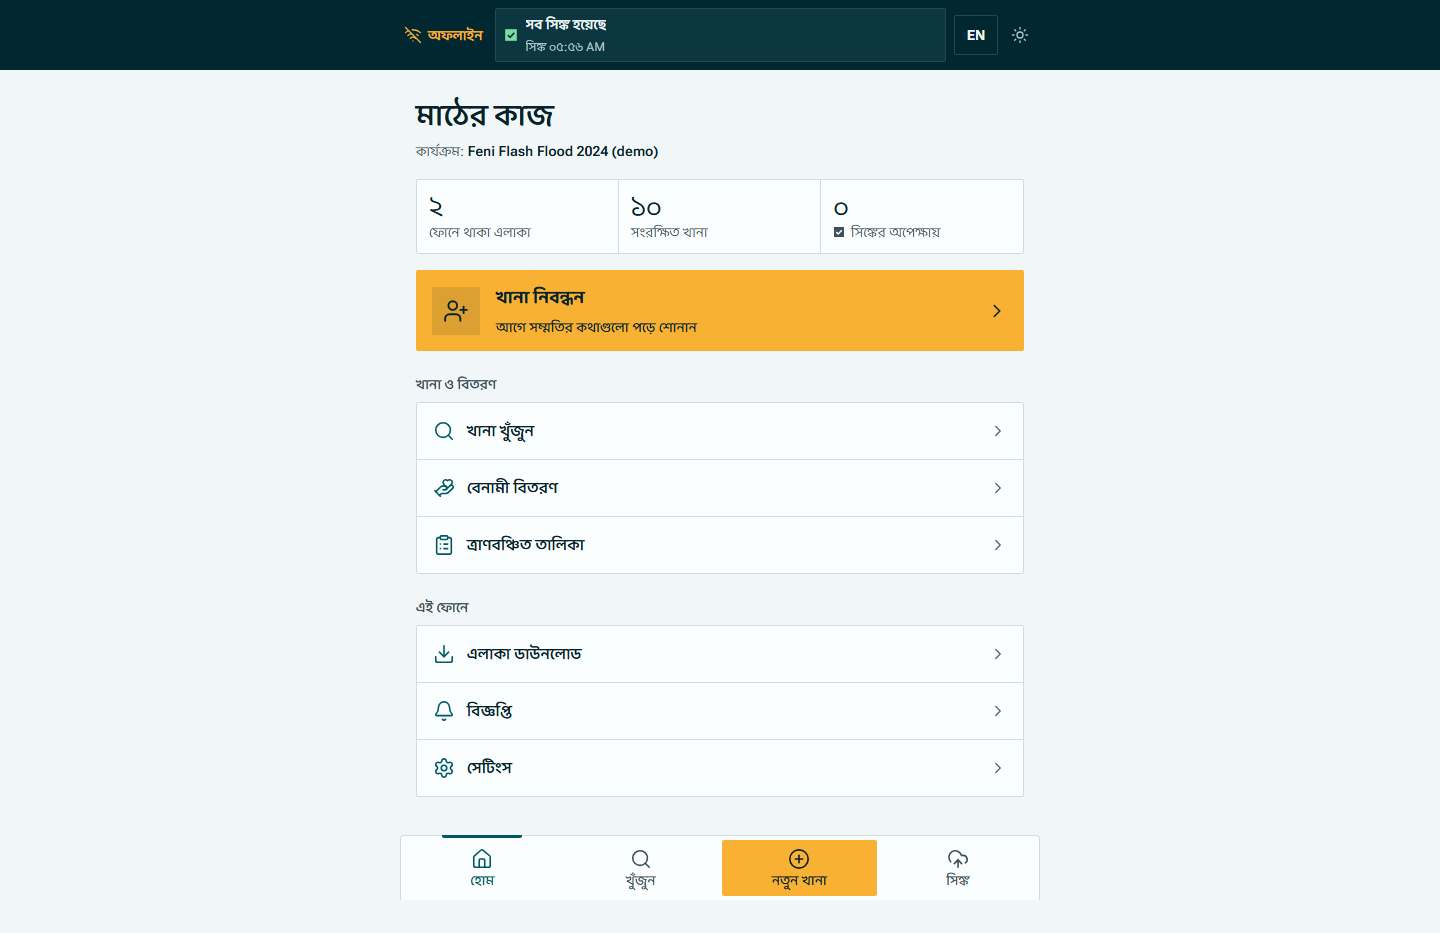 অফলাইন
সব সিঙ্ক হয়েছে
সিঙ্ক ০৫:৫৬ AM
EN
মাঠের কাজ
কার্যক্রম: Feni Flash Flood 2024 (demo)
২
ফোনে থাকা এলাকা
১০
সংরক্ষিত খানা
০
সিঙ্কের অপেক্ষায়
খানা নিবন্ধন
আগে সম্মতির কথাগুলো পড়ে শোনান
খানা ও বিতরণ
খানা খুঁজুন
বেনামী বিতরণ
ত্রাণবঞ্চিত তালিকা
এই ফোনে
এলাকা ডাউনলোড
বিজ্ঞপ্তি
সেটিংস
হোম
খুঁজুন
নতুন খানা
সিঙ্ক